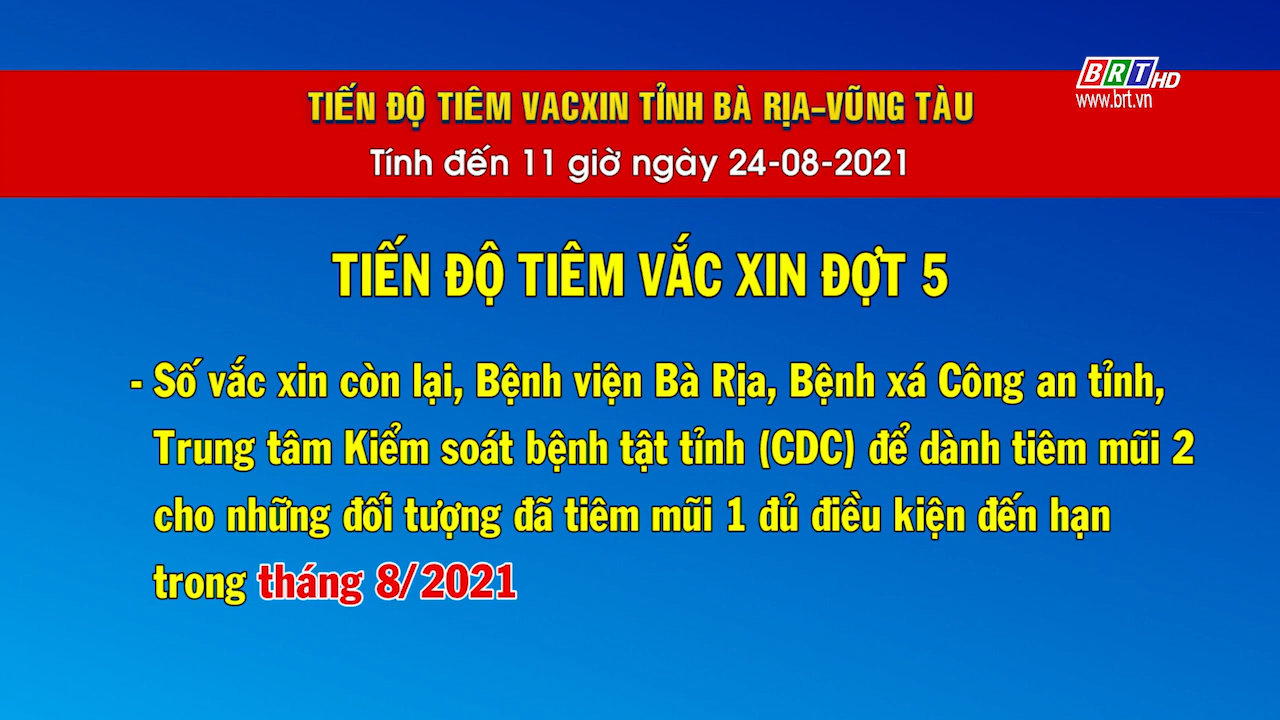 BRT HD
www.brt.vn
TIẾN ĐỘ TIÊM VACXIN TỈNH BÀ RỊA-VŨNG TÀU
Tính đến 11 giờ ngày 24-08-2021
TIẾN ĐỘ TIÊM VẮC XIN ĐỢT 5
- Số vắc xin còn lại, Bệnh viện Bà Rịa, Bệnh xá Công an tỉnh,
Trung tâm Kiểm soát bệnh tật tỉnh (CDC) để dành tiêm mũi 2
cho những đối tượng đã tiêm mũi 1 đủ điều kiện đến hạn
trong tháng 8/2021